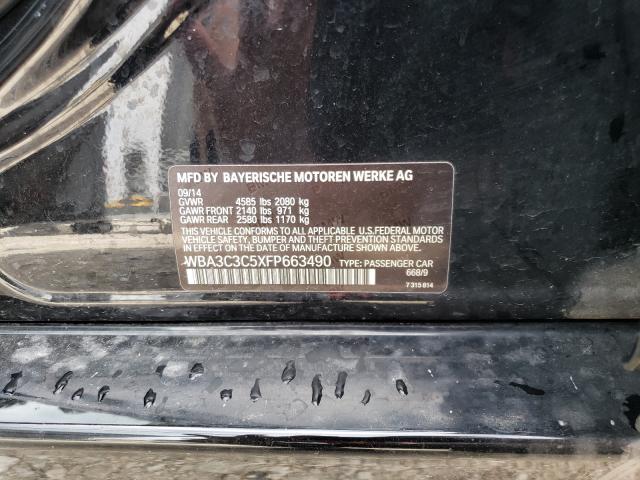 MFD BY BAYERISCHE MOTOREN WERKE AG
09/14
GVWR 4585 lbs 2080 kg
GAWR FRONT 2140 lbs 971 kg
GAWR REAR 2580 lbs 1170 kg
THIS VEHICLE CONFORMS TO ALL APPLICABLE U.S.FEDERAL MOTOR
VEHICLE SAFETY, BUMPER, AND THEFT PREVENTION STANDARDS
IN EFFECT ON THE DATE OF MANUFACTURE SHOWN ABOVE.
WBA3C3C5XFP663490 TYPE: PASSENGER CAR
668/9
7 315 814